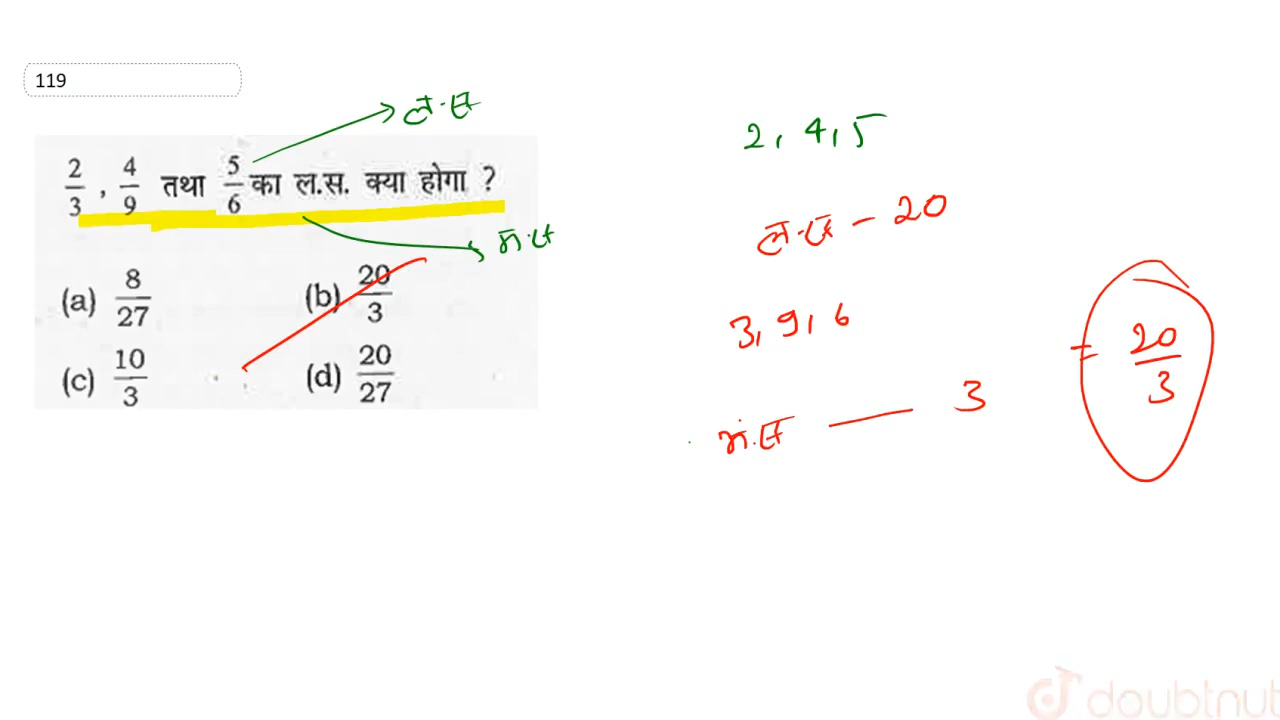 119
2/3 , 4/9 तथा 5/6 का ल.स. क्या होगा ?
(a) 8/27 (b) 20/3
(c) 10/3 (d) 20/27
ल.स
म.स
2, 4, 5
ल.स - 20
3, 9, 6
म.स — 3
= 20/3
doubtnut